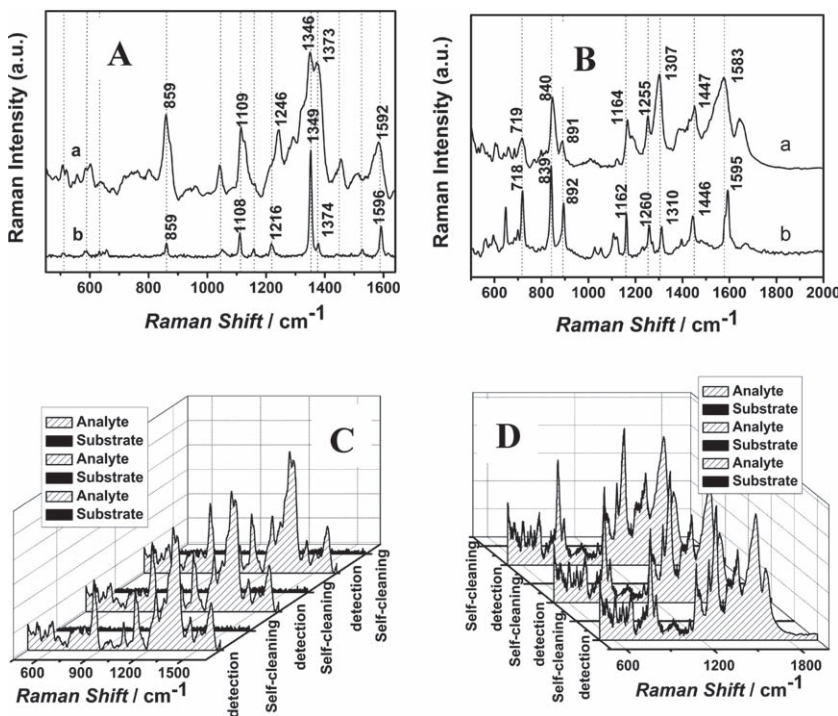 A
Raman Intensity (a.u.)
859
1109
1246
1346
1349
1373
1592
a
859
1108
1216
1374
1596
b
600 800 1000 1200 1400 1600
Raman Shift / cm-1
B
Raman Intensity (a.u.)
719
840
891
1164
1255
1307
1447
1583
a
718
839
892
1162
1260
1310
1446
1595
b
600 800 1000 1200 1400 1600 1800 2000
Raman Shift / cm-1
Analyte
Substrate
Analyte
Substrate
Analyte
Substrate
C
600 900 1200 1500
Raman Shift / cm-1
detection
Self-cleaning
detection
Self-cleaning
detection
Self-cleaning
D
Analyte
Substrate
Analyte
Substrate
Analyte
Substrate
Self-cleaning
detection
Self-cleaning
detection
Self-cleaning
detection
600 1200 1800
Raman Shift / cm-1